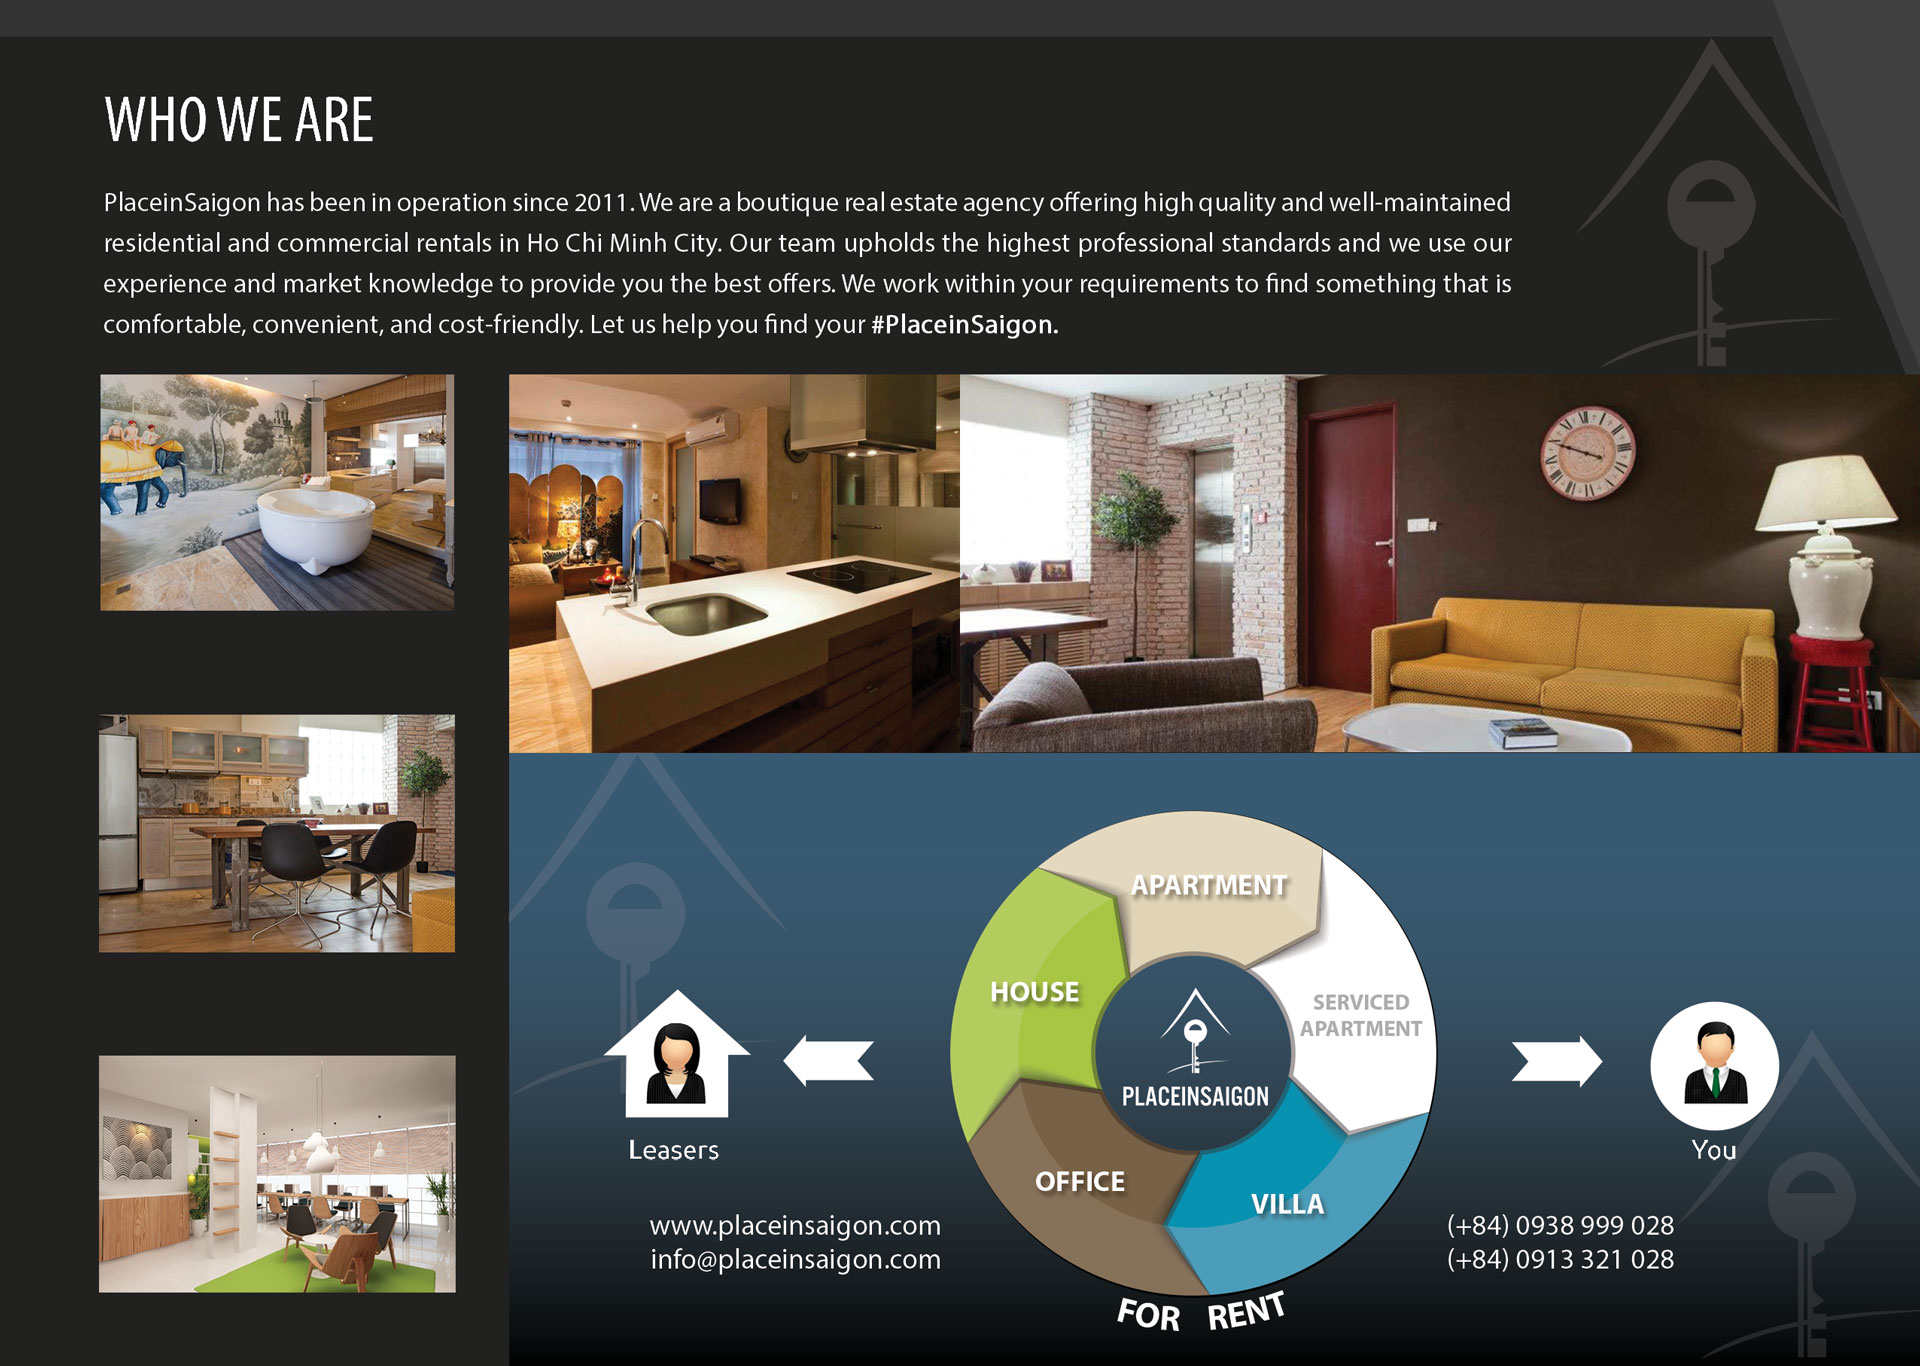 WHO WE ARE
PlaceinSaigon has been in operation since 2011. We are a boutique real estate agency offering high quality and well-maintained
residential and commercial rentals in Ho Chi Minh City. Our team upholds the highest professional standards and we use our
experience and market knowledge to provide you the best offers. We work within your requirements to find something that is
comfortable, convenient, and cost-friendly. Let us help you find your #PlaceinSaigon.
APARTMENT
HOUSE
SERVICED
APARTMENT
PLACEINSAIGON
OFFICE
VILLA
FOR RENT
Leasers
You
www.placeinsaigon.com
info@placeinsaigon.com
(+84) 0938 999 028
(+84) 0913 321 028